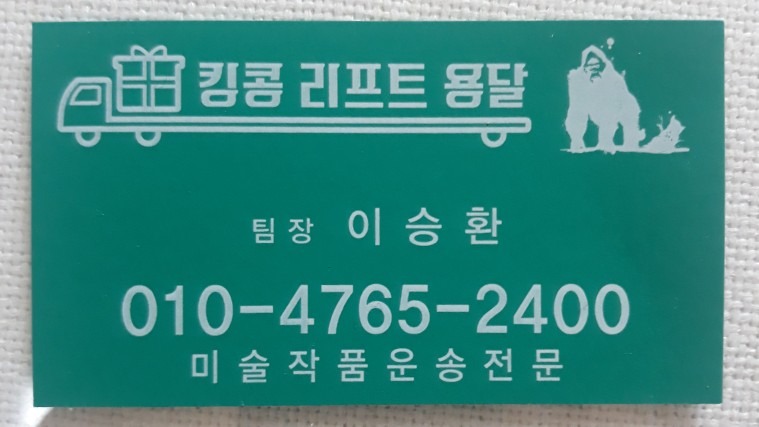 킹콩 리프트 용달
팀장 이승환
010-4765-2400
미술작품운송전문